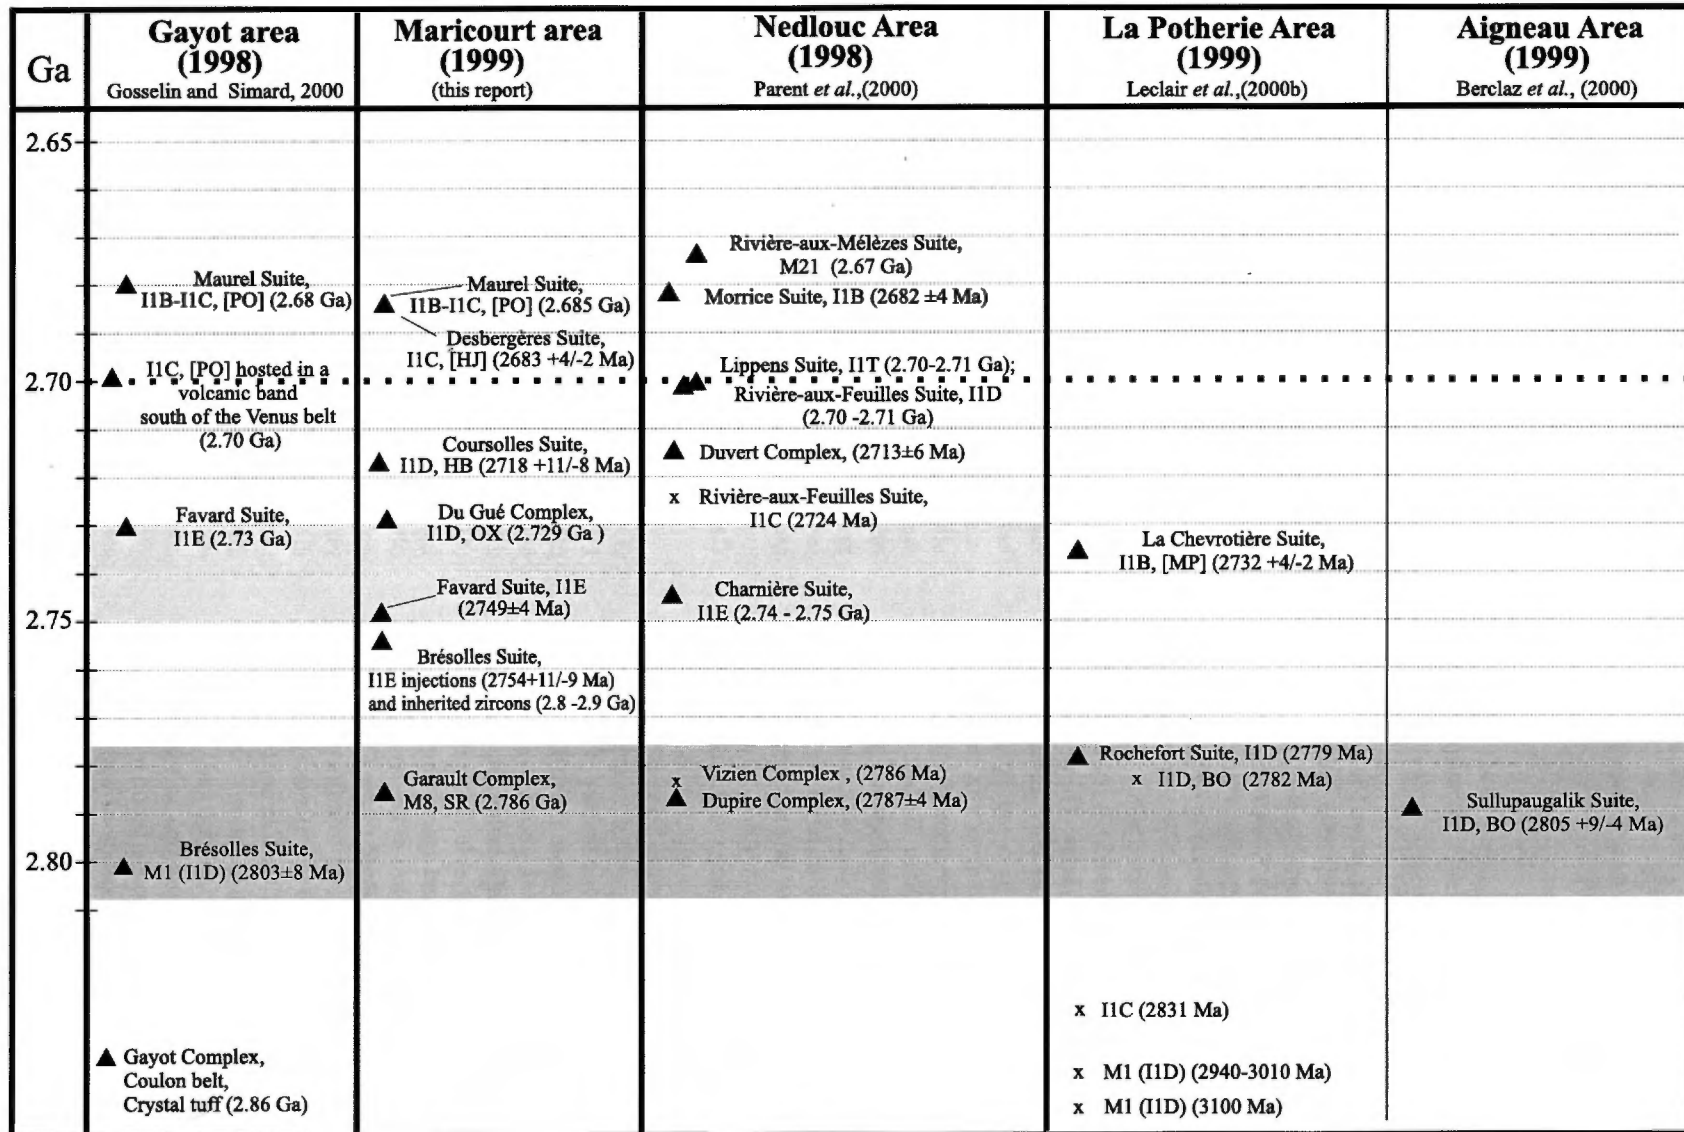 Ga
Gayot area
(1998)
Gosselin and Simard, 2000
Maricourt area
(1999)
(this report)
Nedlouc Area
(1998)
Parent et al.,(2000)
La Potherie Area
(1999)
Leclair et al.,(2000b)
Aigneau Area
(1999)
Berclaz et al., (2000)
2.65
2.70
2.75
2.80
Maurel Suite,
I1B-I1C, [PO] (2.68 Ga)
I1C, [PO] hosted in a
volcanic band
south of the Venus belt
(2.70 Ga)
Favard Suite,
I1E (2.73 Ga)
Brésolles Suite,
M1 (I1D) (2803±8 Ma)
Gayot Complex,
Coulon belt,
Crystal tuff (2.86 Ga)
Maurel Suite,
I1B-I1C, [PO] (2.685 Ga)
Desbergères Suite,
I1C, [HJ] (2683 +4/-2 Ma)
Coursolles Suite,
I1D, HB (2718 +11/-8 Ma)
Du Gué Complex,
I1D, OX (2.729 Ga )
Favard Suite, I1E
(2749±4 Ma)
Brésolles Suite,
I1E injections (2754+11/-9 Ma)
and inherited zircons (2.8 -2.9 Ga)
Garault Complex,
M8, SR (2.786 Ga)
Rivière-aux-Mélèzes Suite,
M21 (2.67 Ga)
Morrice Suite, I1B (2682 ±4 Ma)
Lippens Suite, I1T (2.70-2.71 Ga);
Rivière-aux-Feuilles Suite, I1D
(2.70 -2.71 Ga)
Duvert Complex, (2713±6 Ma)
x Rivière-aux-Feuilles Suite,
I1C (2724 Ma)
Charnière Suite,
I1E (2.74 - 2.75 Ga)
x Vizien Complex , (2786 Ma)
Dupire Complex, (2787±4 Ma)
La Chevrotière Suite,
I1B, [MP] (2732 +4/-2 Ma)
Rochefort Suite, I1D (2779 Ma)
x I1D, BO (2782 Ma)
x I1C (2831 Ma)
x M1 (I1D) (2940-3010 Ma)
x M1 (I1D) (3100 Ma)
Sullupaugalik Suite,
I1D, BO (2805 +9/-4 Ma)